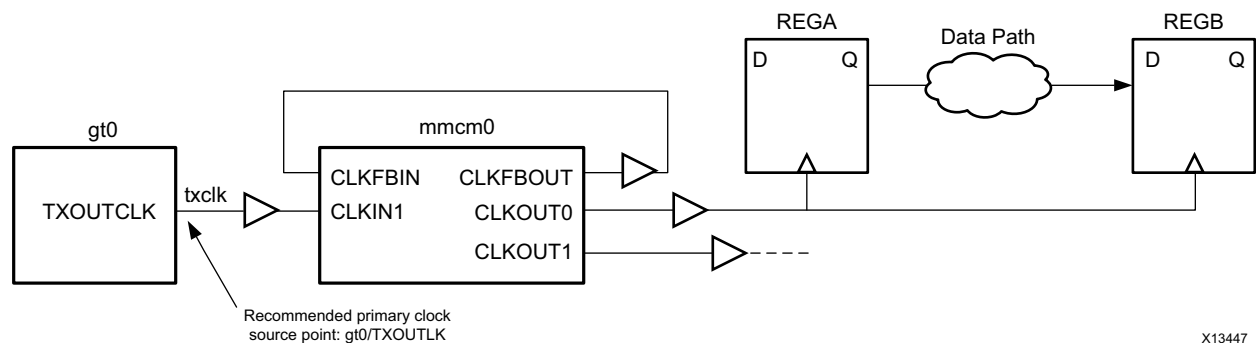 REGA
REGB
Data Path
D Q
D Q
gt0
mmcm0
TXOUTCLK
txclk
CLKFBIN CLKFBOUT
CLKIN1 CLKOUT0
CLKOUT1
Recommended primary clock
source point: gt0/TXOUTLK
X13447